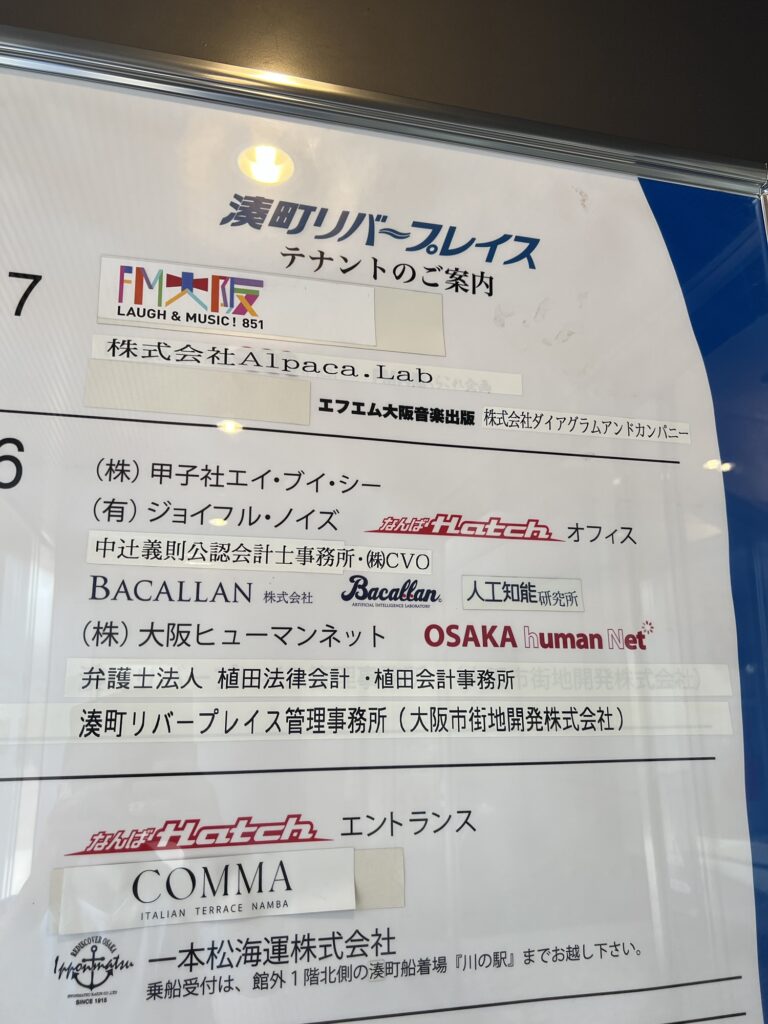 湊町リバープレイス
テナントのご案内
7
FM大阪
LAUGH & MUSIC! 851
株式会社Alpaca.Lab
エフエム大阪音楽出版 株式会社ダイアグラムアンドカンパニー
6
(株) 甲子社エイ・ブイ・シー
(有) ジョイフル・ノイズ なんばHatch オフィス
中辻義則公認会計士事務所・㈱CVO
BACALLAN 株式会社 Bacallan 人工知能研究所
ARTIFICIAL INTELLIGENCE LABORATORY
(株) 大阪ヒューマンネット OSAKA human Net
弁護士法人 植田法律会計 ・植田会計事務所
湊町リバープレイス管理事務所(大阪市街地開発株式会社)
なんばHatch エントランス
COMMA
ITALIAN TERRACE NAMBA
REDISCOVER OSAKA
Ipponmatsu
SINCE 1915
一本松海運株式会社
乗船受付は、館外1階北側の湊町船着場『川の駅』までお越し下さい。